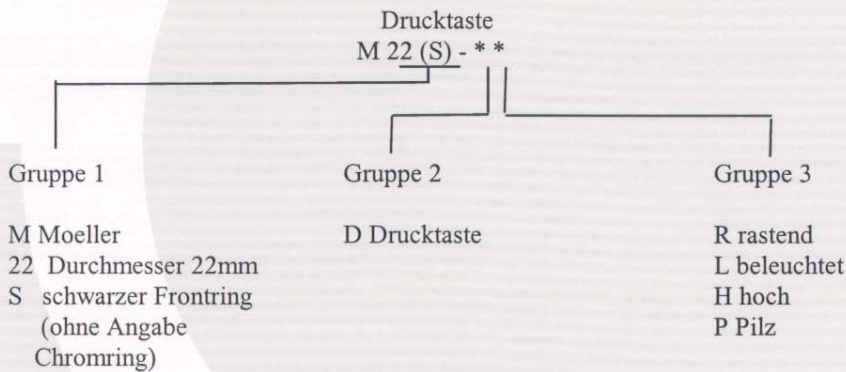 Drucktaste
M 22 (S) - * *
Gruppe 1
Gruppe 2
Gruppe 3
M Moeller
22 Durchmesser 22mm
S schwarzer Frontring
(ohne Angabe
Chromring)
D Drucktaste
R rastend
L beleuchtet
H hoch
P Pilz